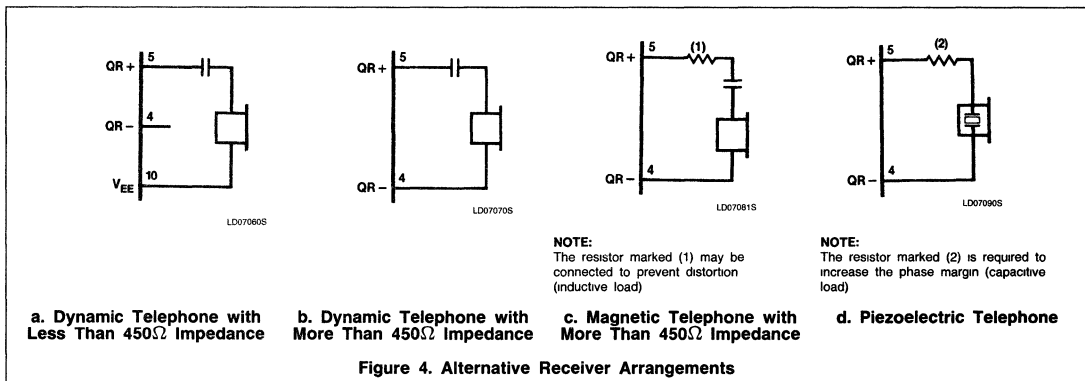 5
QR +
4
QR −
10
VEE
LD07060S
5
QR +
4
QR −
LD07070S
5
(1)
QR +
4
QR −
LD07081S
5
(2)
QR +
4
QR −
LD07090S
NOTE:
The resistor marked (1) may be
connected to prevent distortion
(inductive load)
NOTE:
The resistor marked (2) is required to
increase the phase margin (capacitive
load)
a. Dynamic Telephone with
Less Than 450Ω Impedance
b. Dynamic Telephone with
More Than 450Ω Impedance
c. Magnetic Telephone with
More Than 450Ω Impedance
d. Piezoelectric Telephone
Figure 4. Alternative Receiver Arrangements